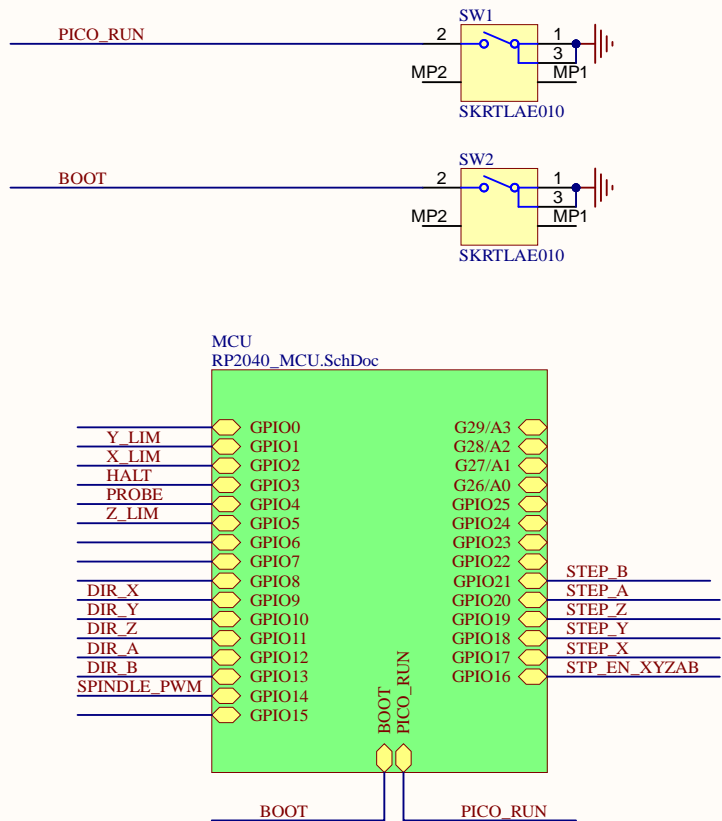 SW1
PICO_RUN
2
1
3
MP2
MP1
SKRTLAE010
SW2
BOOT
2
1
3
MP2
MP1
SKRTLAE010
MCU
RP2040_MCU.SchDoc
GPIO0 G29/A3
Y_LIM GPIO1 G28/A2
X_LIM GPIO2 G27/A1
HALT GPIO3 G26/A0
PROBE GPIO4 GPIO25
Z_LIM GPIO5 GPIO24
GPIO6 GPIO23
GPIO7 GPIO22
GPIO8 GPIO21 STEP_B
DIR_X GPIO9 GPIO20 STEP_A
DIR_Y GPIO10 GPIO19 STEP_Z
DIR_Z GPIO11 GPIO18 STEP_Y
DIR_A GPIO12 GPIO17 STEP_X
DIR_B GPIO13 GPIO16 STP_EN_XYZAB
SPINDLE_PWM GPIO14
GPIO15
BOOT
PICO_RUN
BOOT PICO_RUN